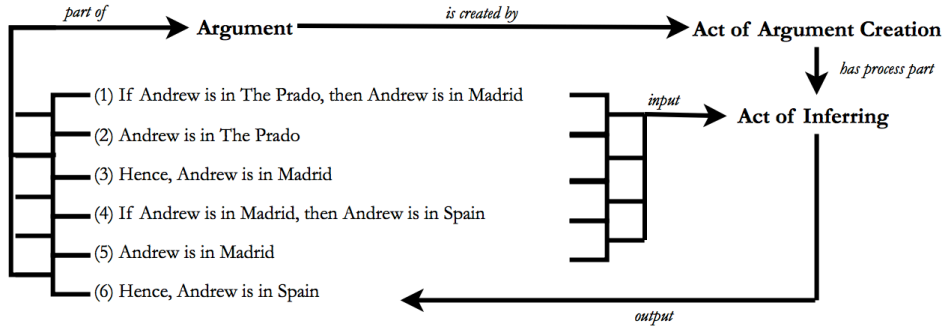 part of
is created by
Argument
Act of Argument Creation
has process part
(1) If Andrew is in The Prado, then Andrew is in Madrid
input
Act of Inferring
(2) Andrew is in The Prado
(3) Hence, Andrew is in Madrid
(4) If Andrew is in Madrid, then Andrew is in Spain
(5) Andrew is in Madrid
(6) Hence, Andrew is in Spain
output